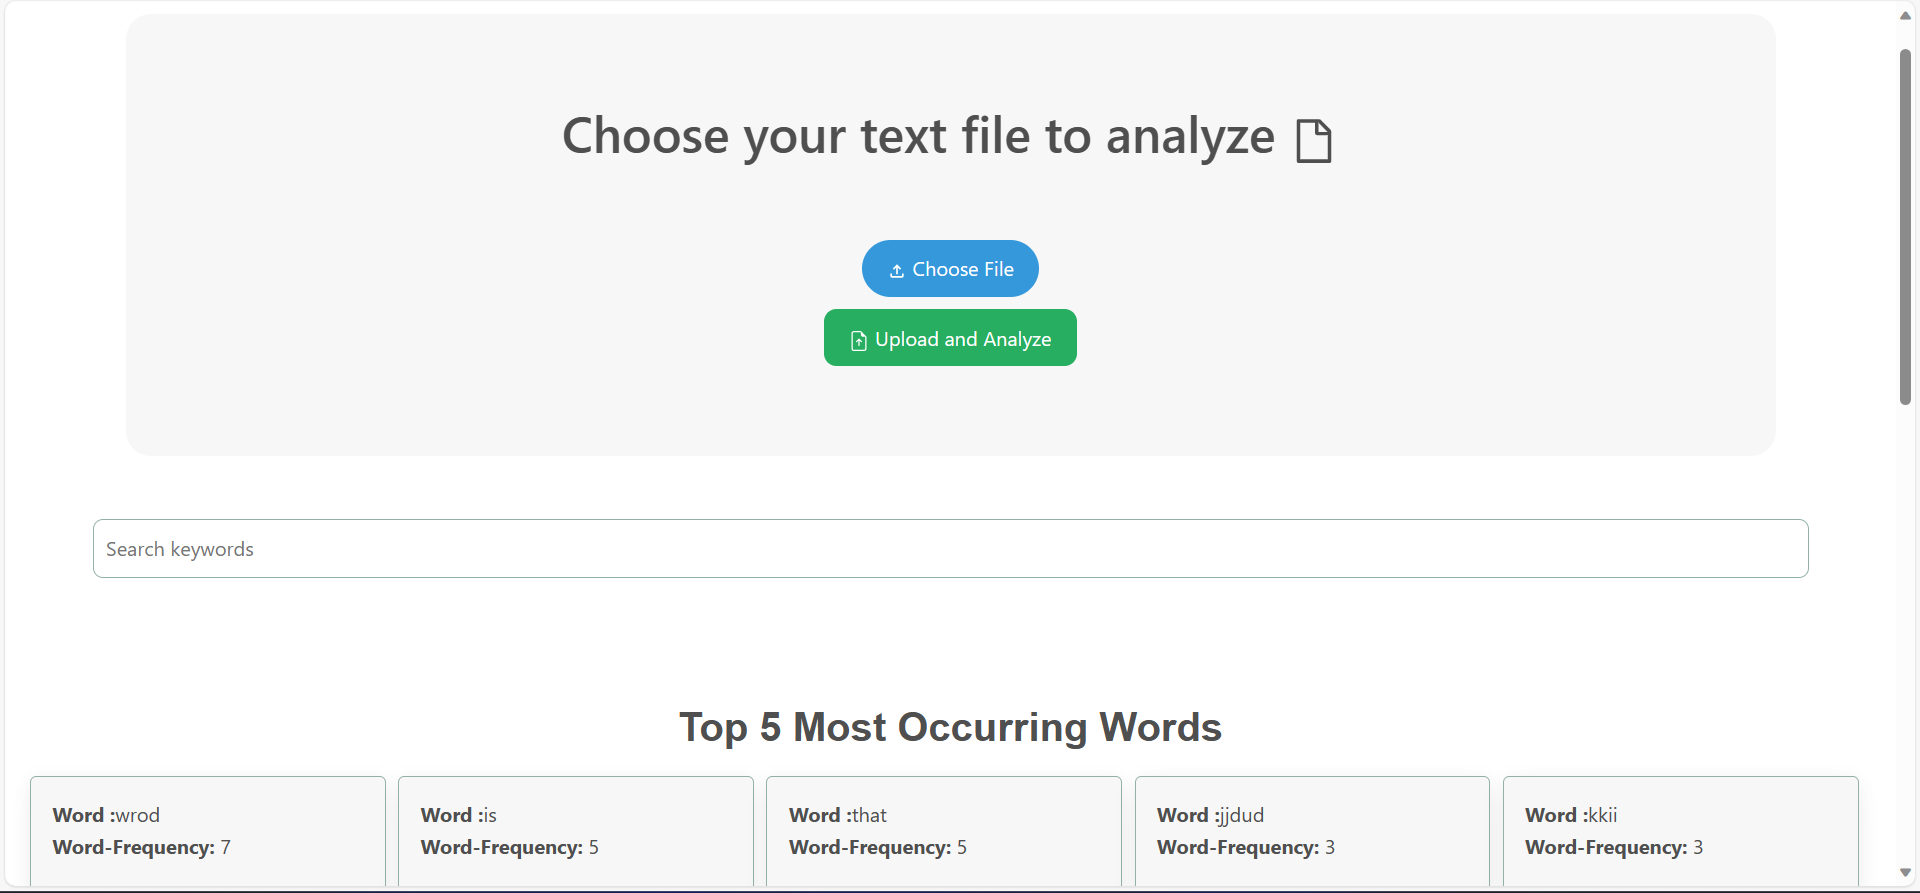 Choose your text file to analyze
Choose File
Upload and Analyze
Search keywords
Top 5 Most Occurring Words
Word :wrod
Word-Frequency: 7
Word :is
Word-Frequency: 5
Word :that
Word-Frequency: 5
Word :jjdud
Word-Frequency: 3
Word :kkii
Word-Frequency: 3